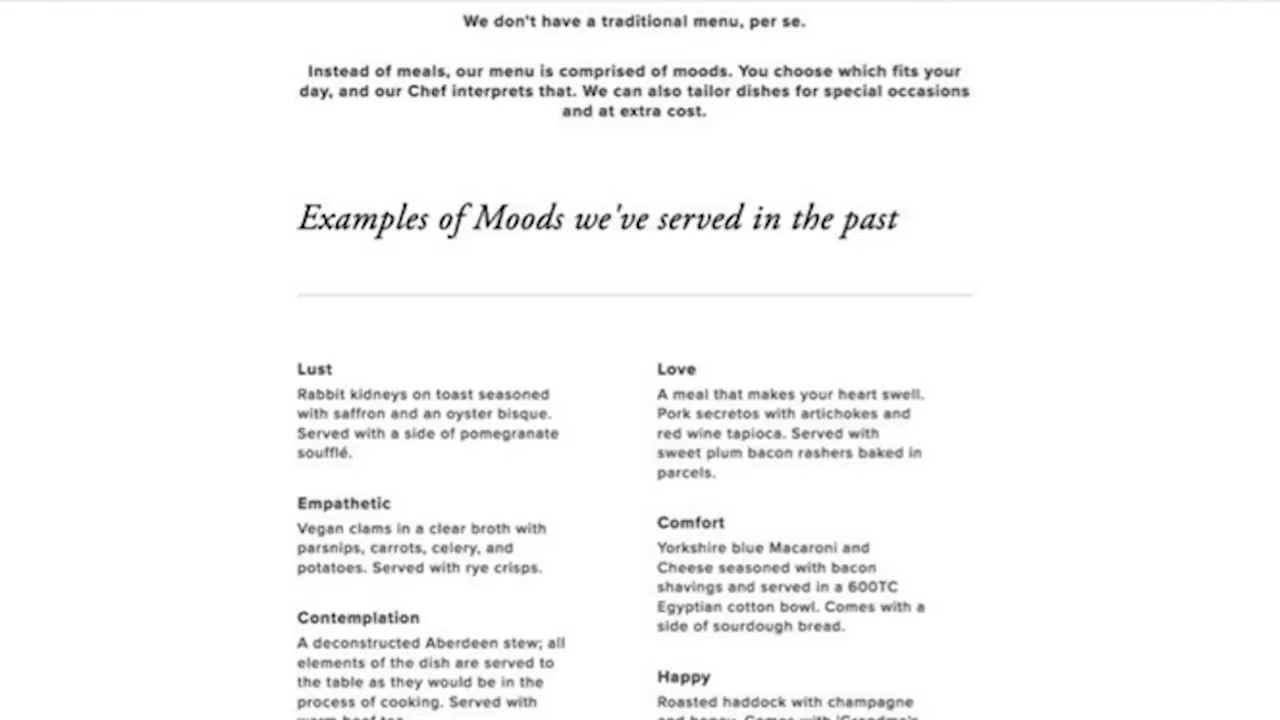 We don't have a traditional menu, per se.
Instead of meals, our menu is comprised of moods. You choose which fits your
day, and our Chef interprets that. We can also tailor dishes for special occasions
and at extra cost.
Examples of Moods we've served in the past
Lust
Rabbit kidneys on toast seasoned
with saffron and an oyster bisque.
Served with a side of pomegranate
soufflé.
Empathetic
Vegan clams in a clear broth with
parsnips, carrots, celery, and
potatoes. Served with rye crisps.
Contemplation
A deconstructed Aberdeen stew; all
elements of the dish are served to
the table as they would be in the
process of cooking. Served with
warm beef tea.
Love
A meal that makes your heart swell.
Pork secretos with artichokes and
red wine tapioca. Served with
sweet plum bacon rashers baked in
parcels.
Comfort
Yorkshire blue Macaroni and
Cheese seasoned with bacon
shavings and served in a 600TC
Egyptian cotton bowl. Comes with a
side of sourdough bread.
Happy
Roasted haddock with champagne
and honey. Comes with 'Grandma's